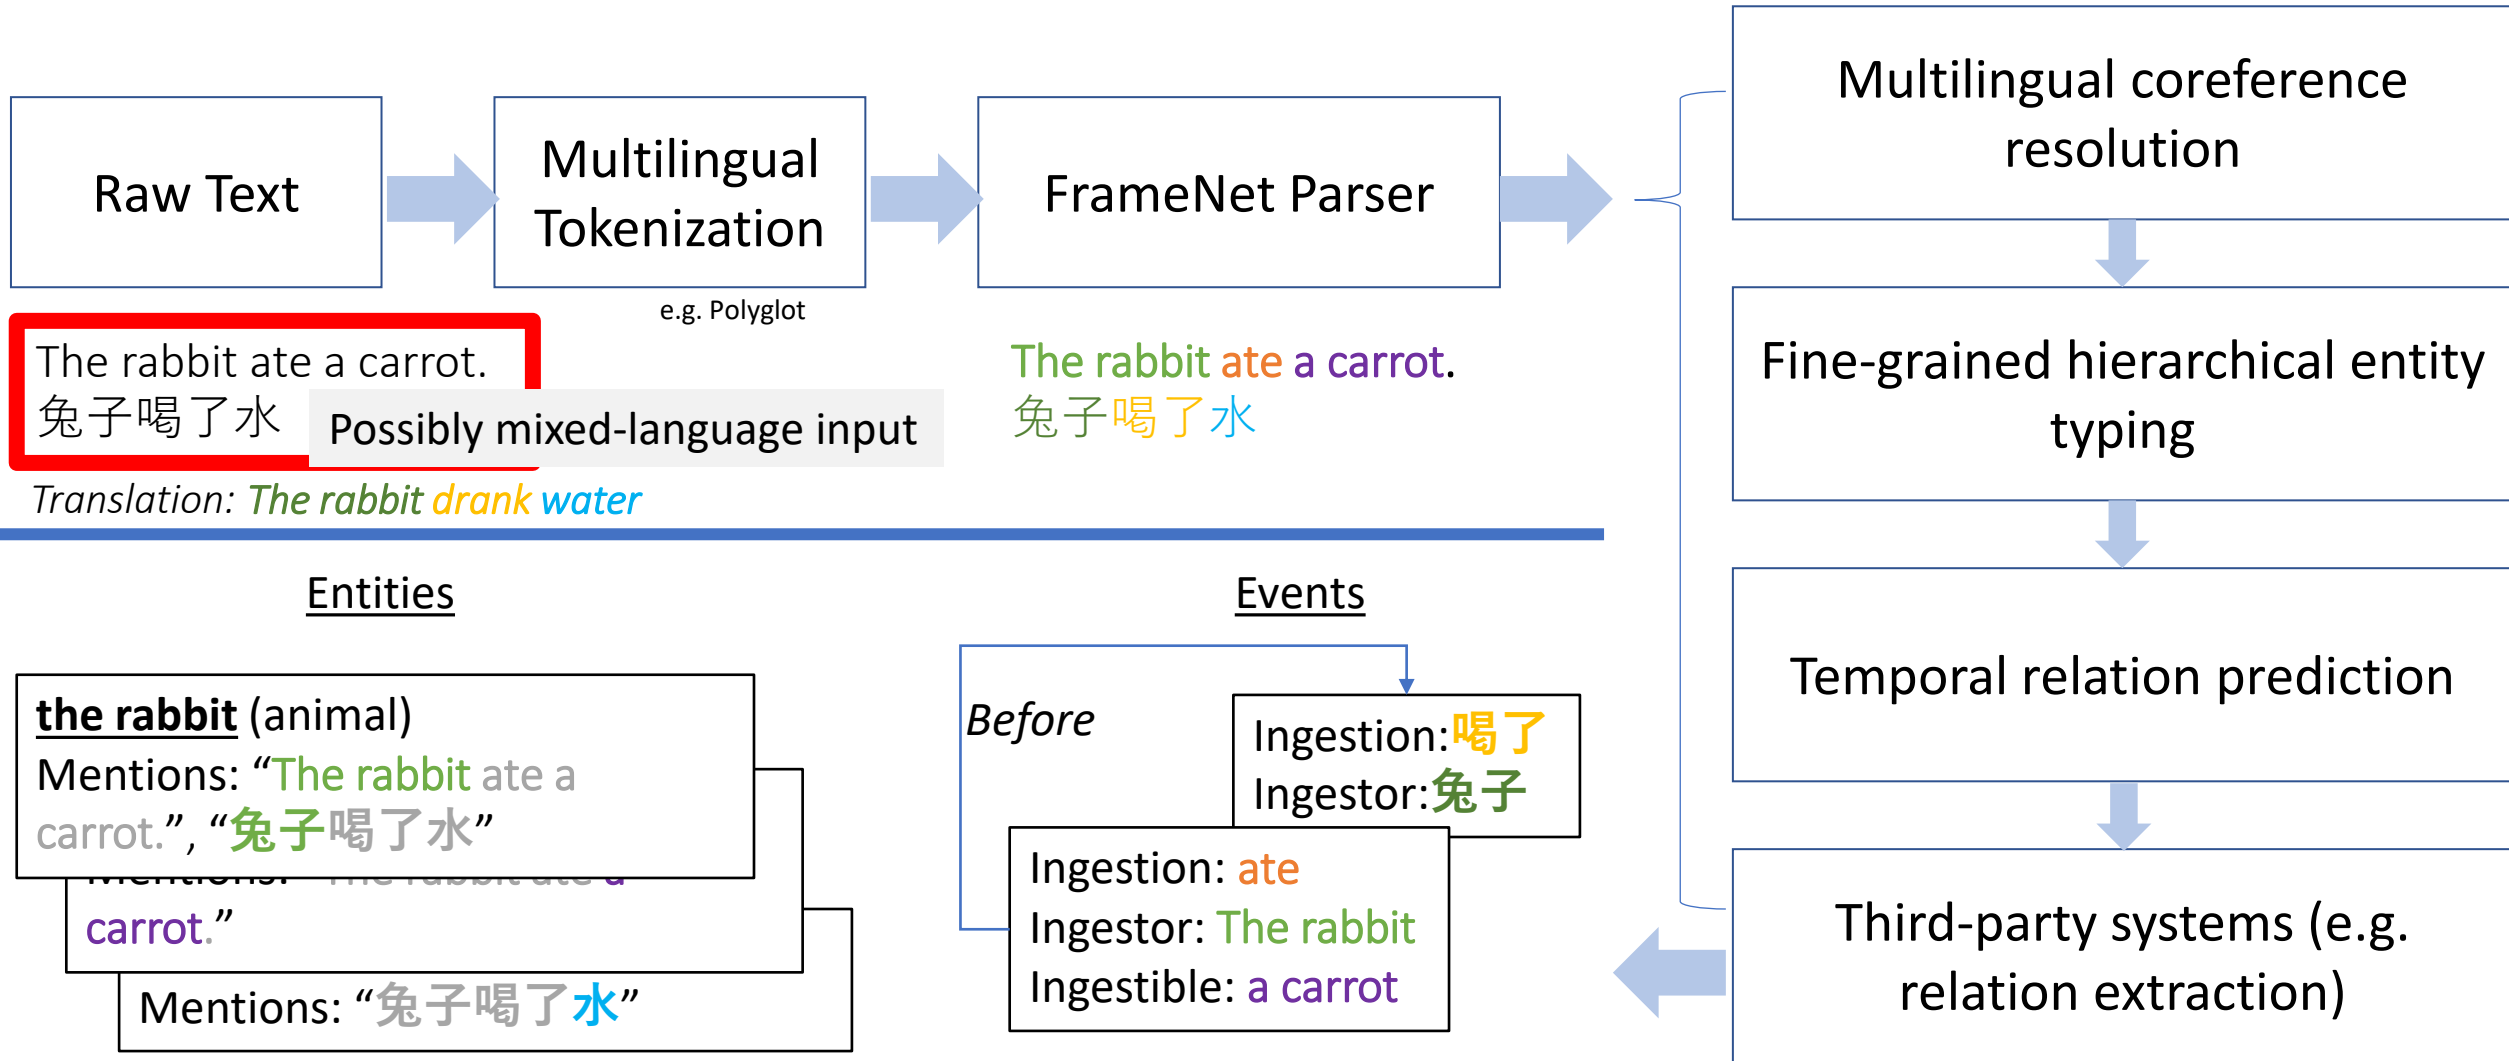 Raw Text
Multilingual
Tokenization
e.g. Polyglot
FrameNet Parser
The rabbit ate a carrot.
兔子喝了水
Possibly mixed-language input
Translation: The rabbit drank water
The rabbit ate a carrot.
兔子喝了水
Multilingual coreference
resolution
Fine-grained hierarchical entity
typing
Temporal relation prediction
Third-party systems (e.g.
relation extraction)
Entities
the rabbit (animal)
Mentions: “The rabbit ate a
carrot.”, “兔子喝了水”
Mentions: “The rabbit ate a
carrot.”
Mentions: “兔子喝了水”
Events
Before
Ingestion:喝了
Ingestor:兔子
Ingestion: ate
Ingestor: The rabbit
Ingestible: a carrot